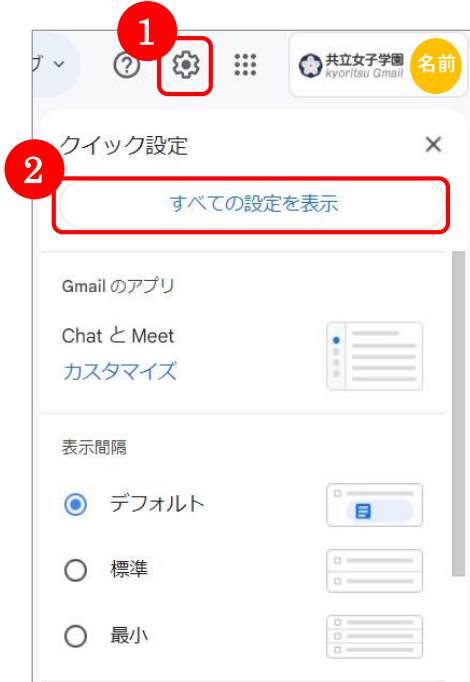 1
ブ
共立女子学園
kyoritsu Gmail
名前
クイック設定
2
すべての設定を表示
Gmail のアプリ
Chat と Meet
カスタマイズ
表示間隔
デフォルト
標準
最小